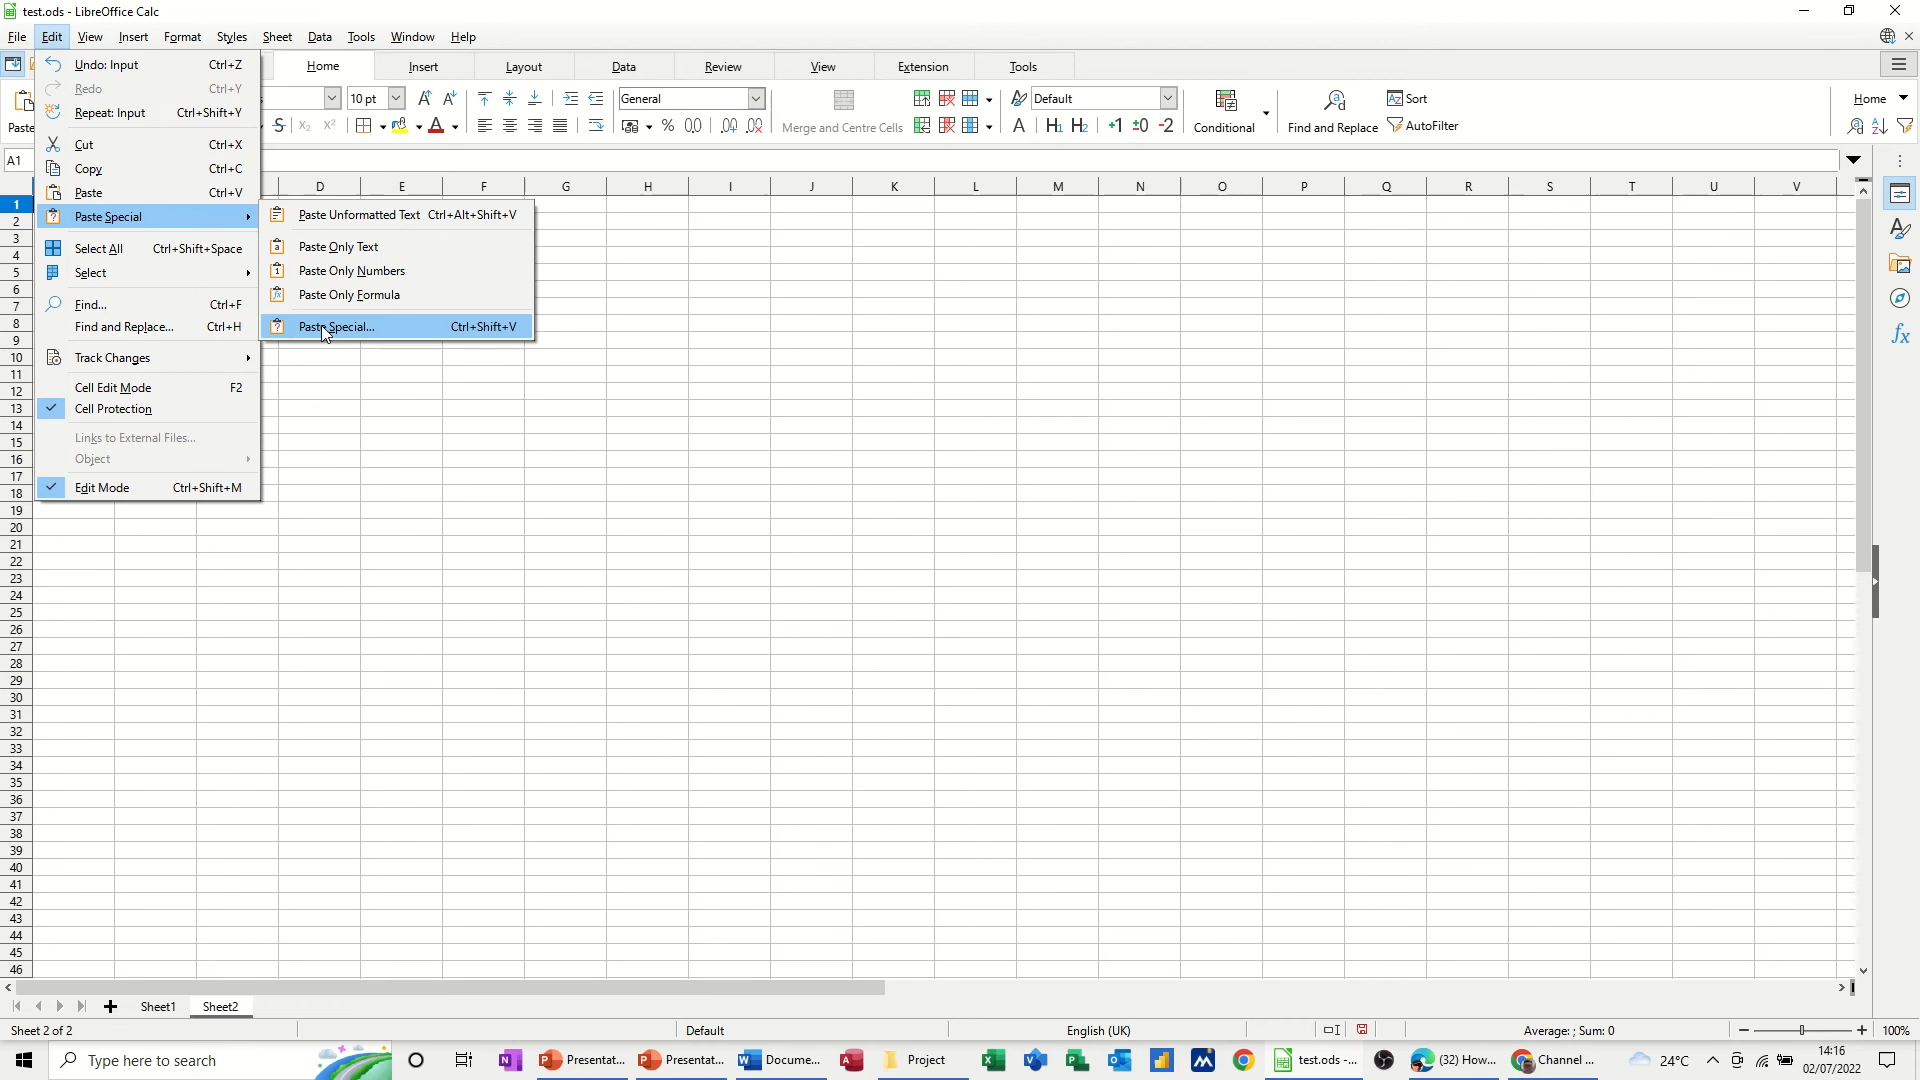 test.ods - LibreOffice Calc
File Edit View Insert Format Styles Sheet Data Tools Window Help
Home Insert Layout Data Review View Extension Tools
Undo: Input Ctrl+Z
Redo Ctrl+Y
Repeat: Input Ctrl+Shift+Y
Cut Ctrl+X
Copy Ctrl+C
Paste Ctrl+V
Paste Special
Select All Ctrl+Shift+Space
Select
Find... Ctrl+F
Find and Replace... Ctrl+H
Track Changes
Cell Edit Mode F2
Cell Protection
Links to External Files...
Object
Edit Mode Ctrl+Shift+M
Paste Unformatted Text Ctrl+Alt+Shift+V
Paste Only Text
Paste Only Numbers
Paste Only Formula
Paste Special... Ctrl+Shift+V
Paste
10 pt
General
Merge and Centre Cells
Default
Conditional
Find and Replace
Sort
AutoFilter
Home
A1
D E F G H I J K L M N O P Q R S T U V
1
2
3
4
5
6
7
8
9
10
11
12
13
14
15
16
17
18
19
20
21
22
23
24
25
26
27
28
29
30
31
32
33
34
35
36
37
38
39
40
41
42
43
44
45
46
Sheet1 Sheet2
Sheet 2 of 2 Default English (UK) Average: ; Sum: 0 100%
Type here to search Presentat... Presentat... Docume... Project test.ods -... (32) How... Channel ... 24°C 14:16
02/07/2022